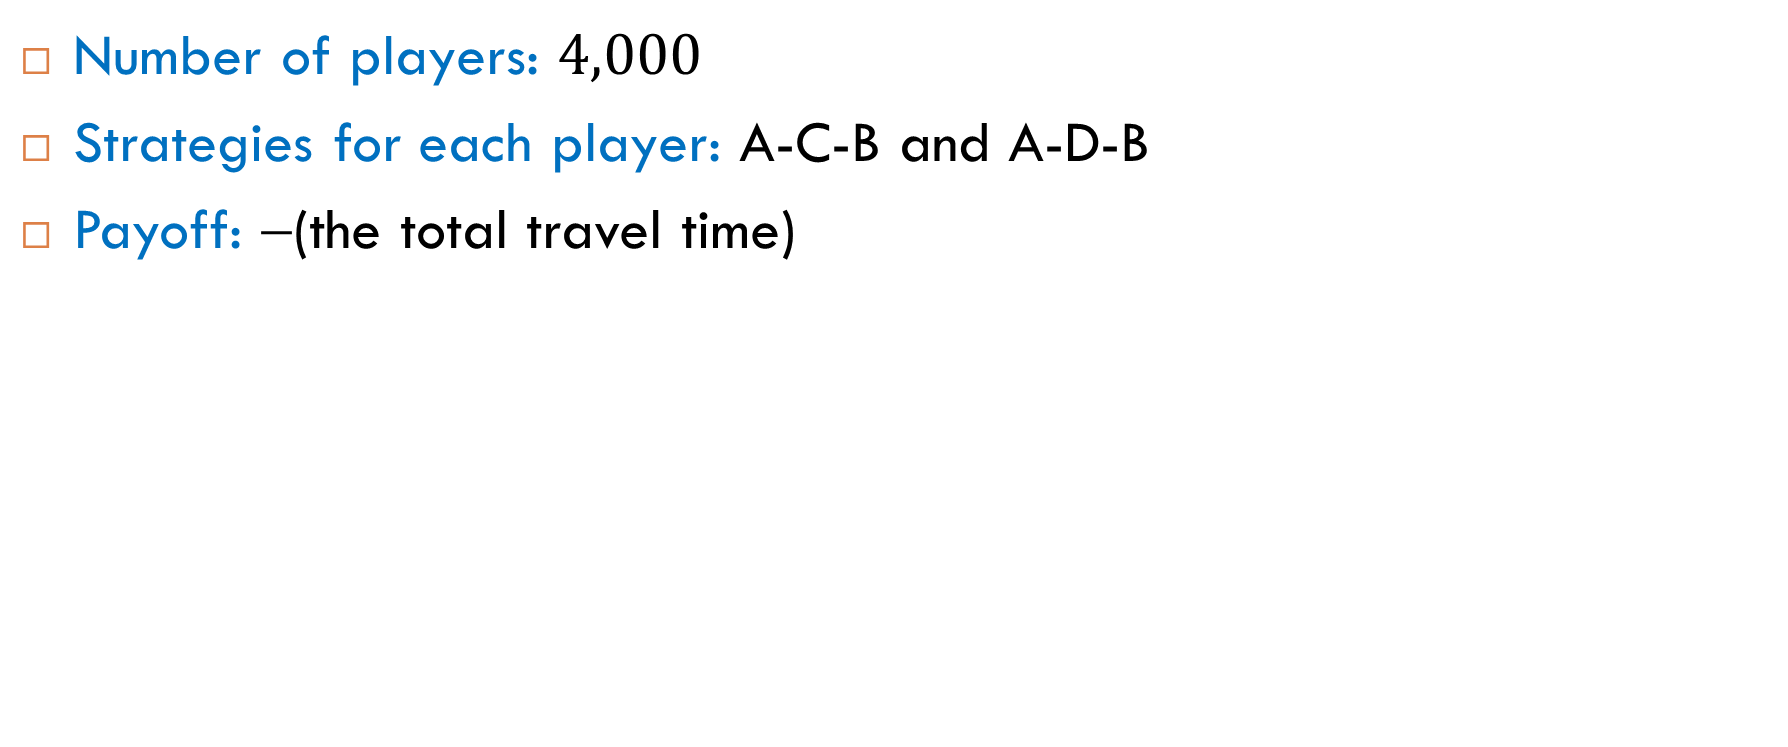 Number of players: 4,000
Strategies for each player: A-C-B and A-D-B
Payoff: −(the total travel time)